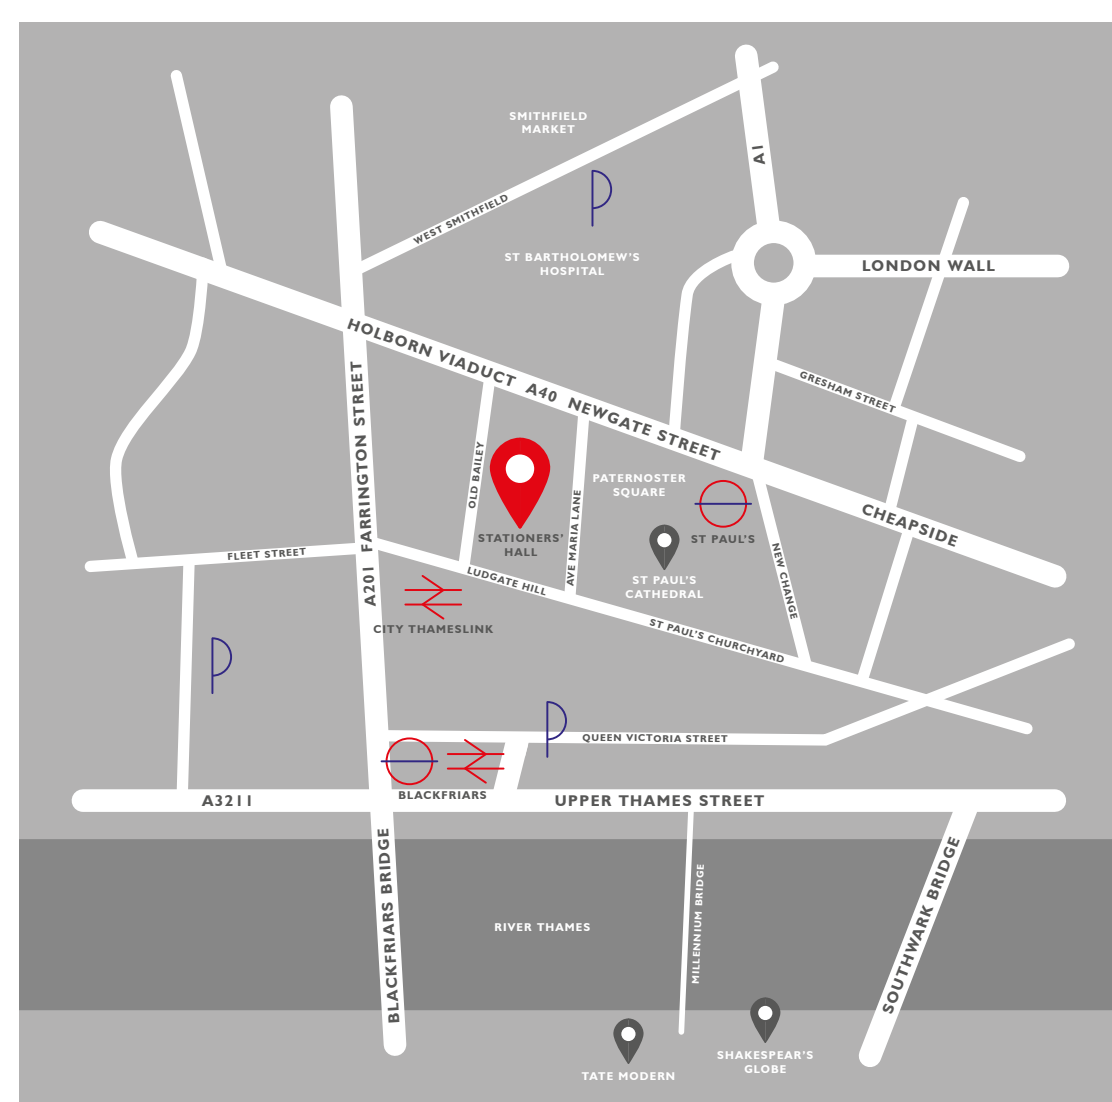 SMITHFIELD
MARKET
A1
WEST SMITHFIELD
ST BARTHOLOMEW'S
HOSPITAL
LONDON WALL
HOLBORN VIADUCT A40 NEWGATE STREET
GRESHAM STREET
A201 FARRINGTON STREET
OLD BAILEY
AVE MARIA LANE
PATERNOSTER
SQUARE
CHEAPSIDE
STATIONERS'
HALL
ST PAUL'S
FLEET STREET
LUDGATE HILL
ST PAUL'S
CATHEDRAL
NEW CHANGE
CITY THAMESLINK
ST PAUL'S CHURCHYARD
QUEEN VICTORIA STREET
BLACKFRIARS
A3211
UPPER THAMES STREET
BLACKFRIARS BRIDGE
RIVER THAMES
MILLENNIUM BRIDGE
SOUTHWARK BRIDGE
TATE MODERN
SHAKESPEAR'S
GLOBE